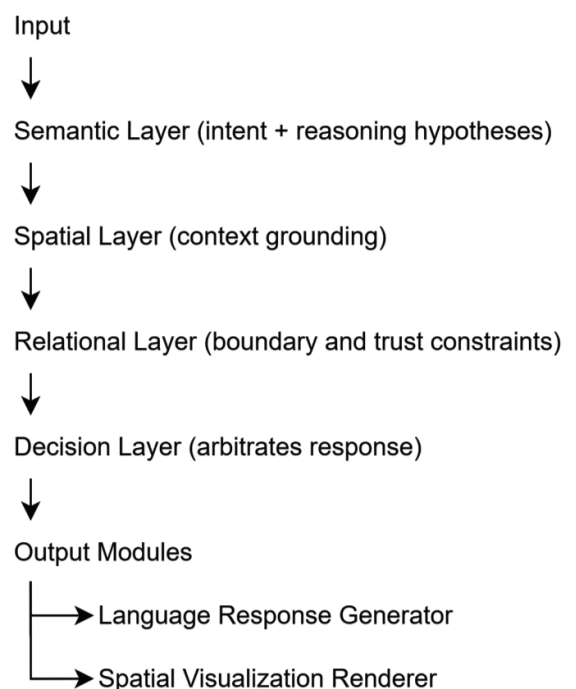 Input
Semantic Layer (intent + reasoning hypotheses)
Spatial Layer (context grounding)
Relational Layer (boundary and trust constraints)
Decision Layer (arbitrates response)
Output Modules
Language Response Generator
Spatial Visualization Renderer